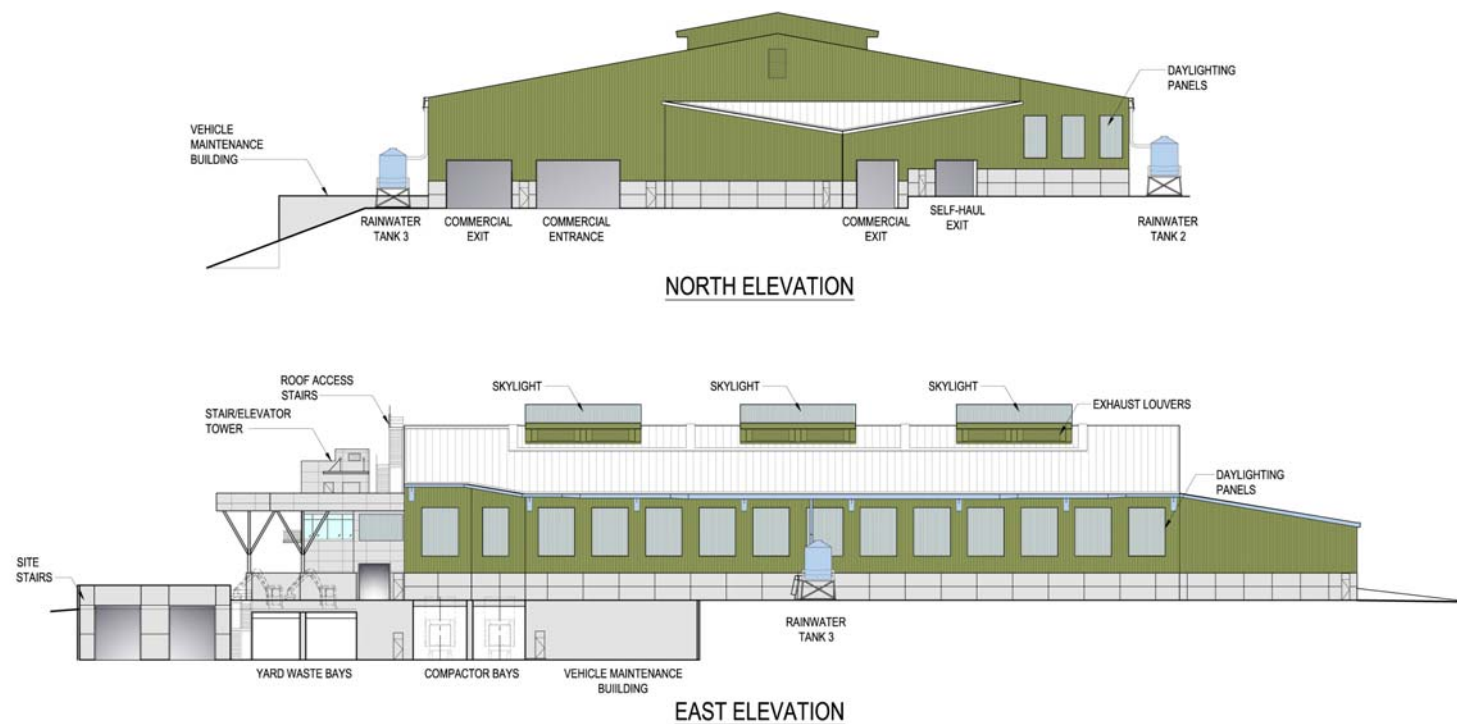 DAYLIGHTING
PANELS
VEHICLE
MAINTENANCE
BUILDING
RAINWATER
TANK 3
COMMERCIAL
EXIT
COMMERCIAL
ENTRANCE
COMMERCIAL
EXIT
SELF-HAUL
EXIT
RAINWATER
TANK 2
NORTH ELEVATION
ROOF ACCESS
STAIRS
SKYLIGHT
SKYLIGHT
SKYLIGHT
EXHAUST LOUVERS
STAIR/ELEVATOR
TOWER
DAYLIGHTING
PANELS
SITE
STAIRS
RAINWATER
TANK 3
YARD WASTE BAYS
COMPACTOR BAYS
VEHICLE MAINTENANCE
BUIILDING
EAST ELEVATION